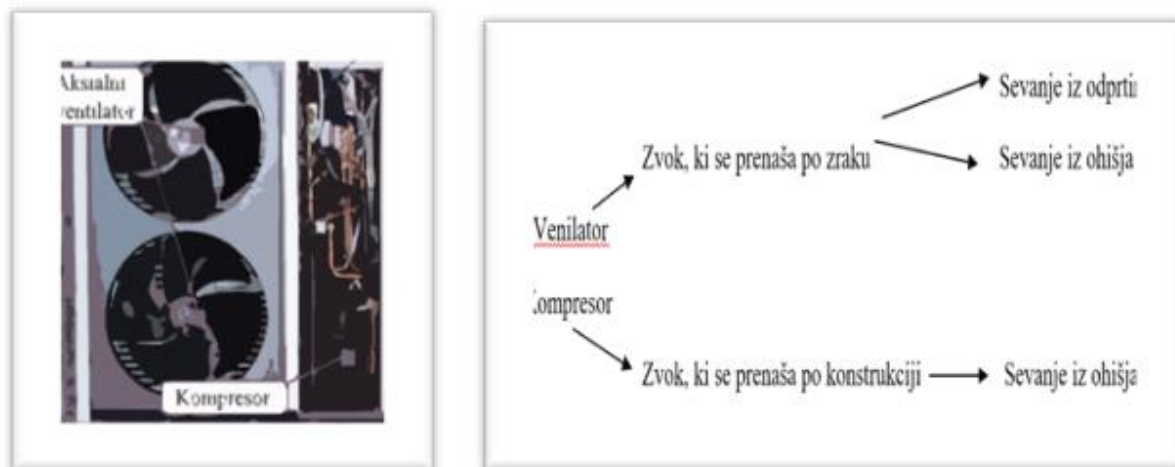 Aksialni
ventilator
Kompresor
Sevanje iz odprti
Zvok, ki se prenaša po zraku
Sevanje iz ohišja
Venilator
ompresor
Zvok, ki se prenaša po konstrukciji
Sevanje iz ohišja